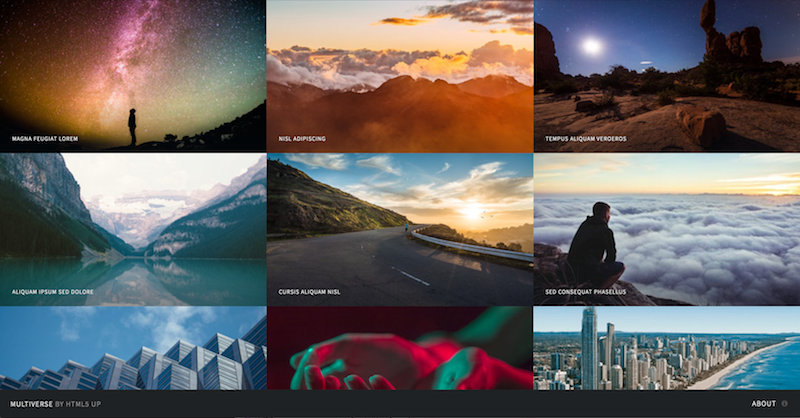 MAGNA FEUGIAT LOREM
NISL ADIPISCING
TEMPUS ALIQUAM VEROEROS
ALIQUAM IPSUM SED DOLORE
CURSIS ALIQUAM NISL
SED CONSEQUAT PHASELLUS
MULTIVERSE BY HTML5 UP
ABOUT